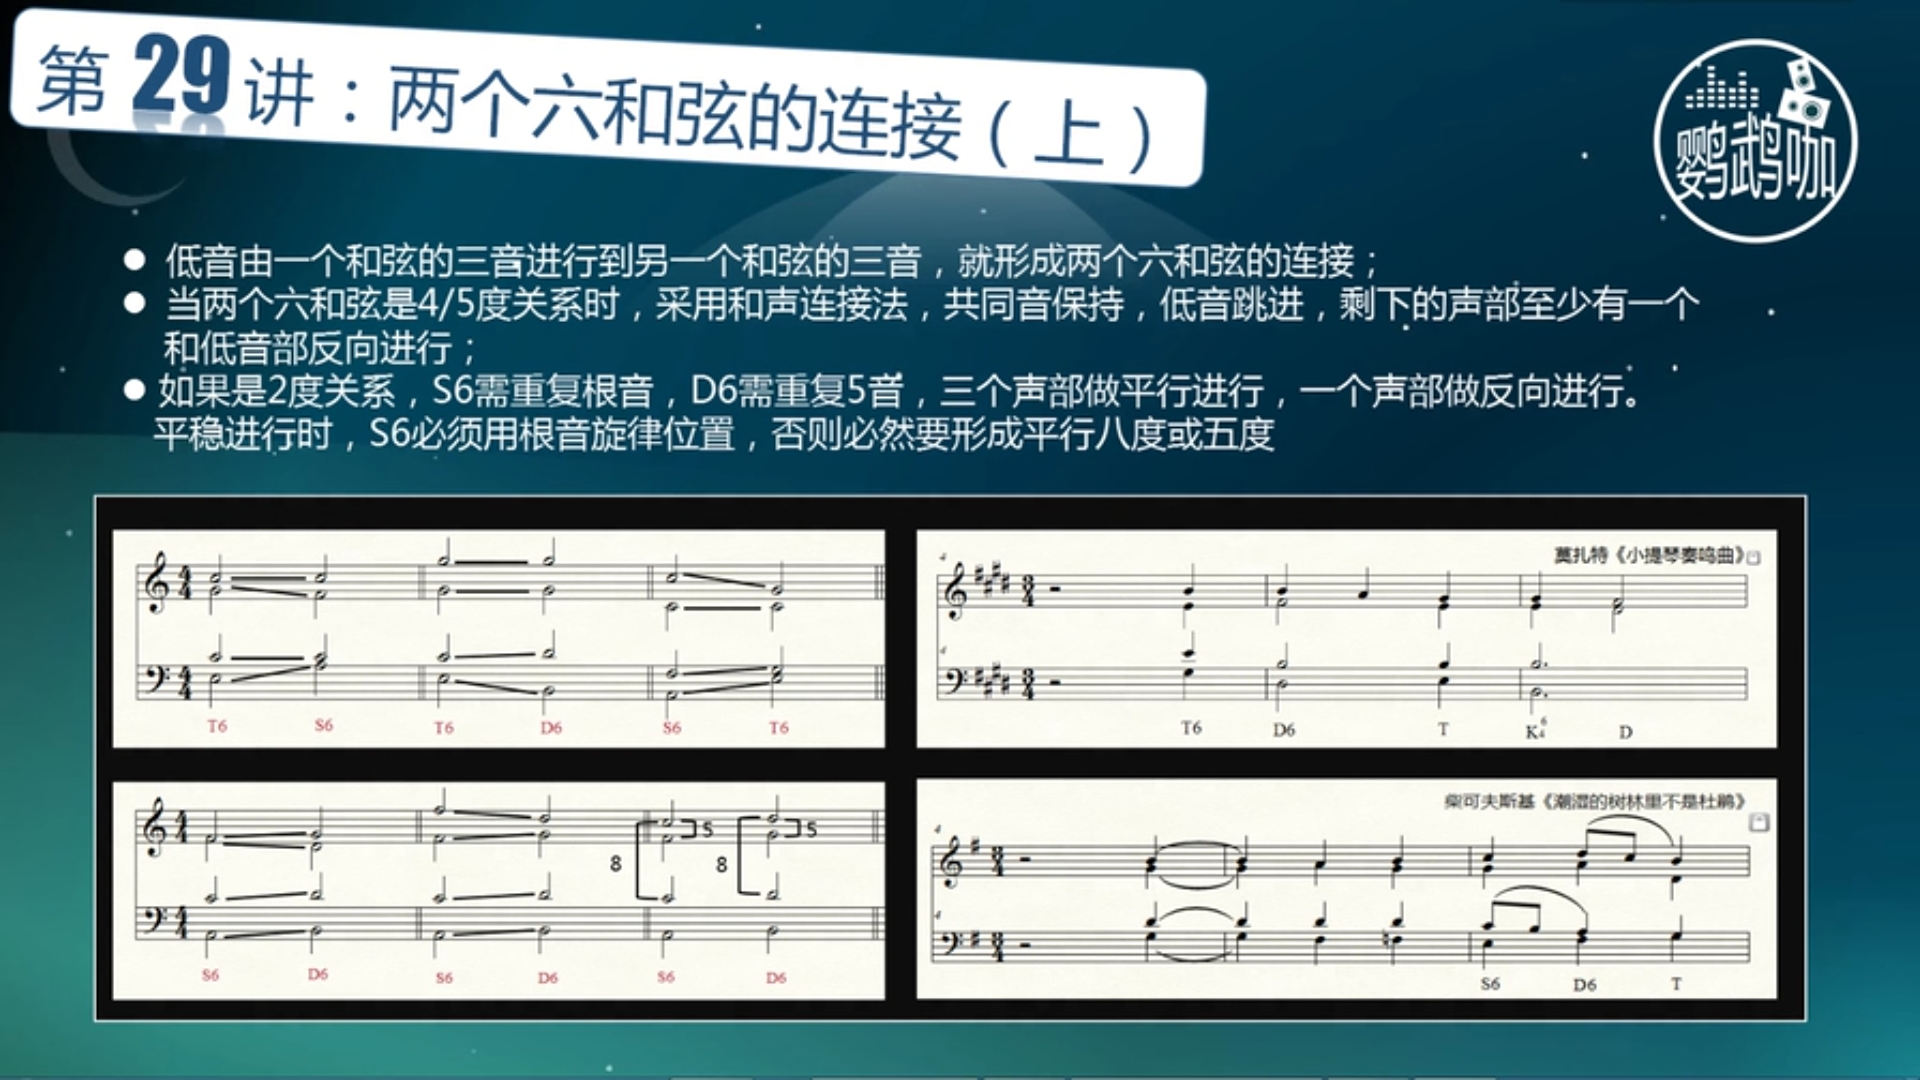 第29讲：两个六和弦的连接（上）
鹦鹉咖
● 低音由一个和弦的三音进行到另一个和弦的三音，就形成两个六和弦的连接；
● 当两个六和弦是4/5度关系时，采用和声连接法，共同音保持，低音跳进，剩下的声部至少有一个
和低音部反向进行；
● 如果是2度关系，S6需重复根音，D6需重复5音，三个声部做平行进行，一个声部做反向进行。
平稳进行时，S6必须用根音旋律位置，否则必然要形成平行八度或五度
T6 S6 T6 D6 S6 T6
莫扎特《小提琴奏鸣曲》
T6 D6 T K6/4 D
8 5 8 5
S6 D6 S6 D6 S6 D6
柴可夫斯基《潮湿的树林里不是杜鹃》
S6 D6 T